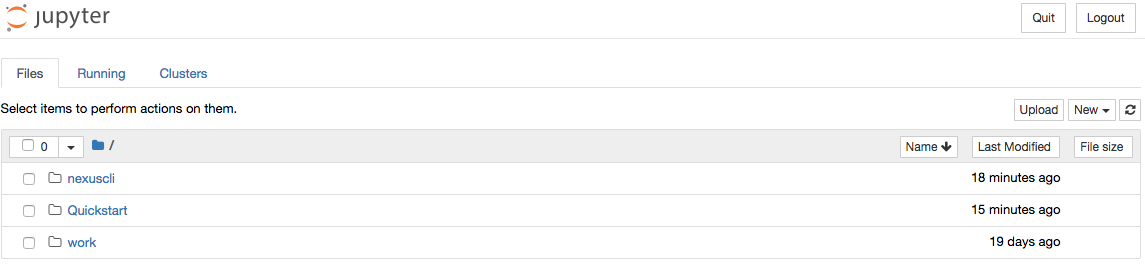 jupyter Quit Logout
Files Running Clusters
Select items to perform actions on them. Upload New
0 / Name Last Modified File size
nexuscli 18 minutes ago
Quickstart 15 minutes ago
work 19 days ago